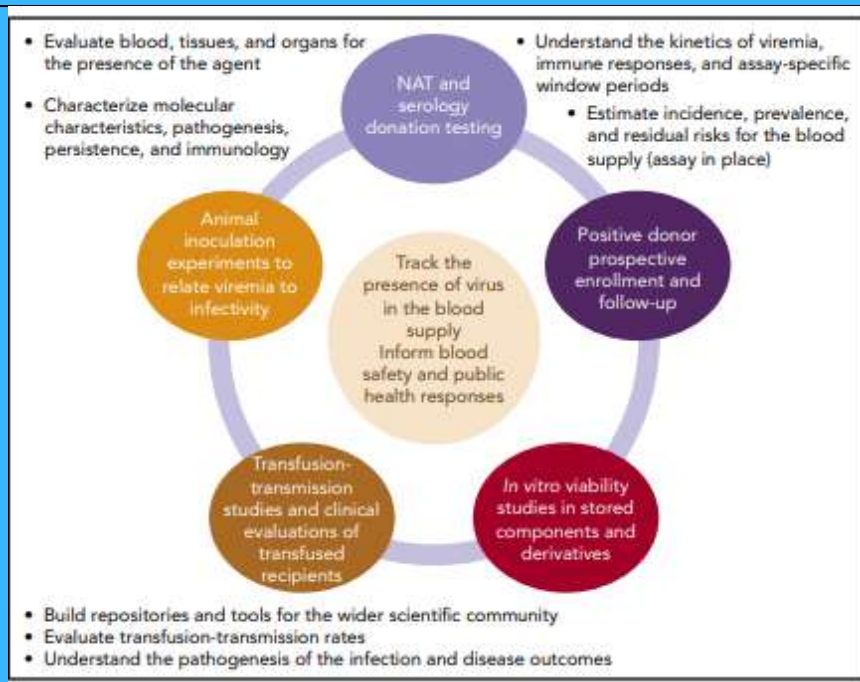 • Evaluate blood, tissues, and organs for
the presence of the agent
• Characterize molecular
characteristics, pathogenesis,
persistence, and immunology
NAT and
serology
donation testing
• Understand the kinetics of viremia,
immune responses, and assay-specific
window periods
• Estimate incidence, prevalence,
and residual risks for the blood
supply (assay in place)
Animal
inoculation
experiments to
relate viremia to
infectivity
Track the
presence of virus
in the blood
supply
Inform blood
safety and public
health responses
Positive donor
prospective
enrollment and
follow-up
Transfusion-
transmission
studies and clinical
evaluations of
transfused
recipients
In vitro viability
studies in stored
components and
derivatives
• Build repositories and tools for the wider scientific community
• Evaluate transfusion-transmission rates
• Understand the pathogenesis of the infection and disease outcomes